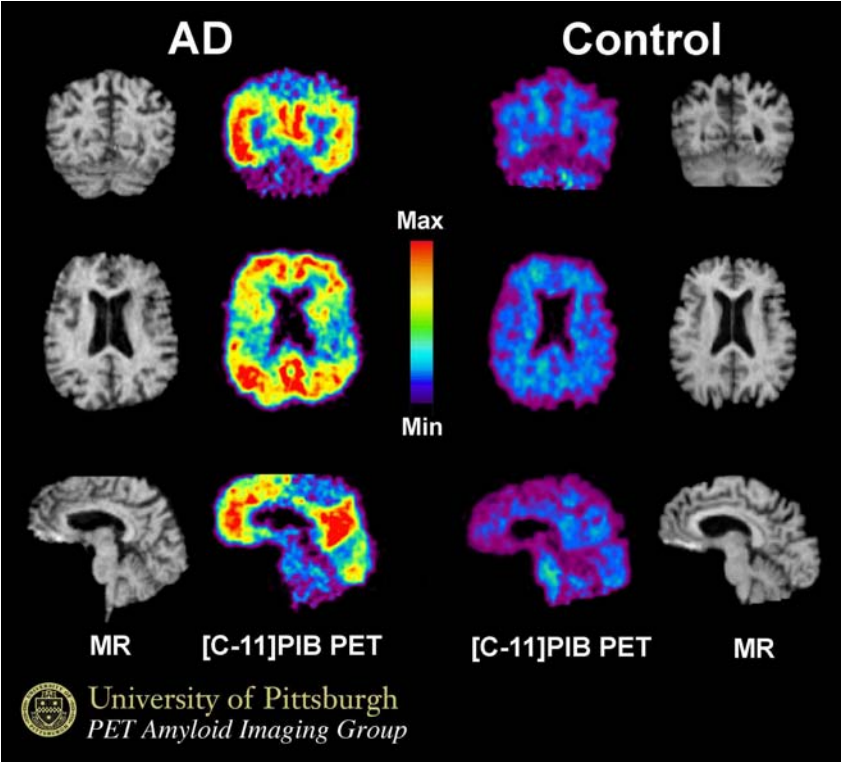 AD
Control
Max
Min
MR
[C-11]PIB PET
[C-11]PIB PET
MR
University of Pittsburgh
PET Amyloid Imaging Group